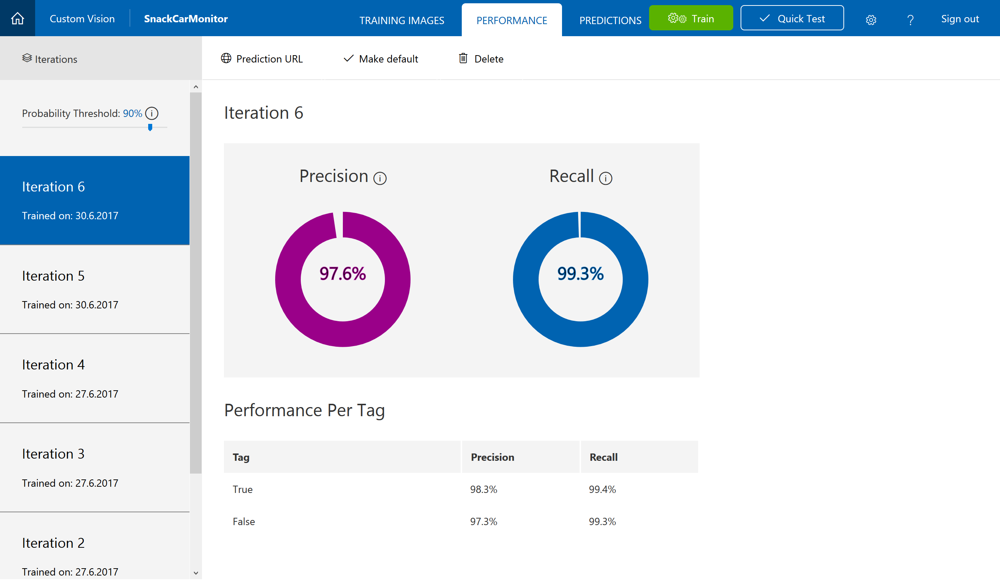 Custom Vision SnackCarMonitor TRAINING IMAGES PERFORMANCE PREDICTIONS Train Quick Test ? Sign out
Iterations
Prediction URL Make default Delete
Probability Threshold: 90% i
Iteration 6
Trained on: 30.6.2017
Iteration 5
Trained on: 30.6.2017
Iteration 4
Trained on: 27.6.2017
Iteration 3
Trained on: 27.6.2017
Iteration 2
Trained on: 27.6.2017
Iteration 6
Precision i Recall i
97.6% 99.3%
Performance Per Tag
Tag Precision Recall
True 98.3% 99.4%
False 97.3% 99.3%